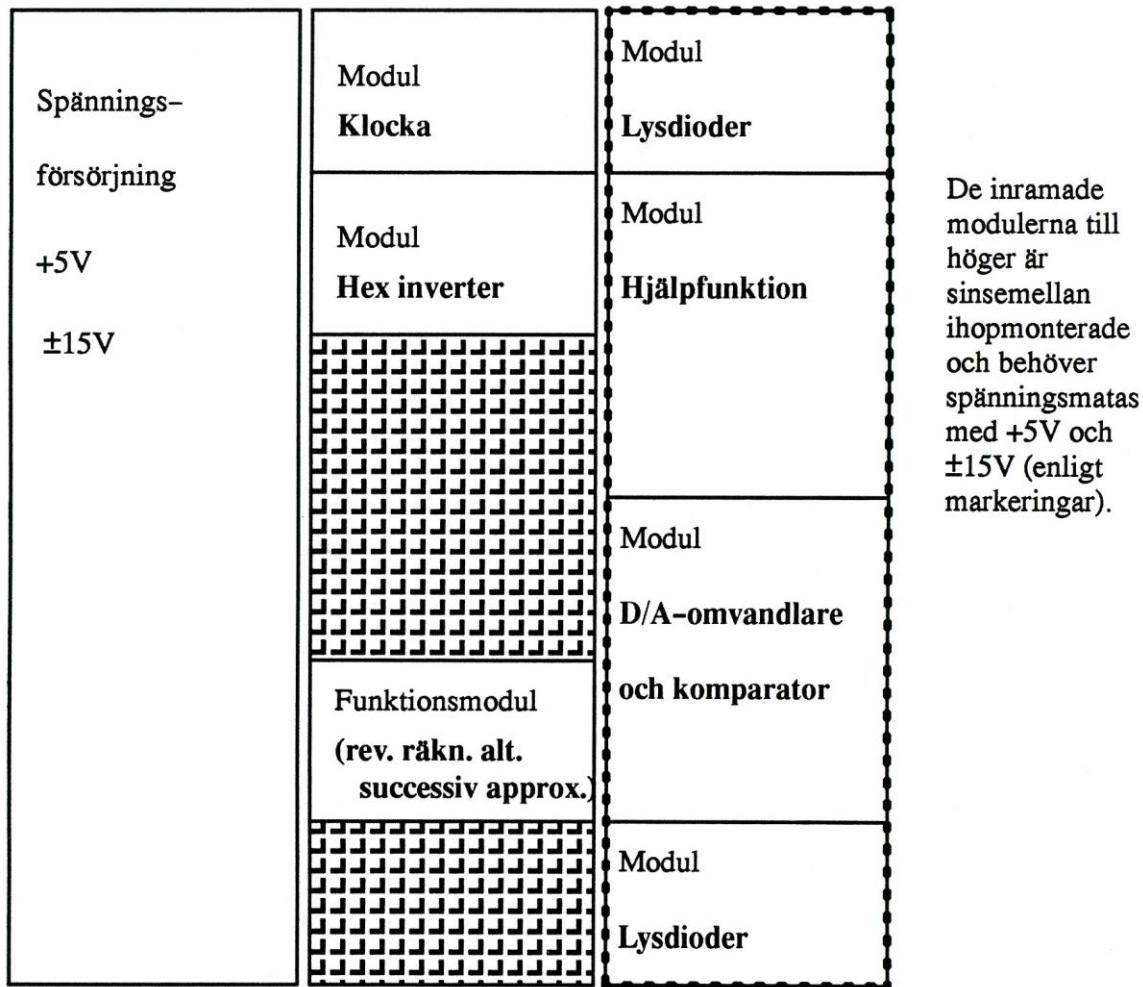 Spännings–
försörjning
+5V
±15V
Modul
Klocka
Modul
Hex inverter
Funktionsmodul
(rev. räkn. alt.
successiv approx.)
Modul
Lysdioder
Modul
Hjälpfunktion
Modul
D/A–omvandlare
och komparator
Modul
Lysdioder
De inramade
modulerna till
höger är
sinsemellan
ihopmonterade
och behöver
spänningsmatas
med +5V och
±15V (enligt
markeringar).